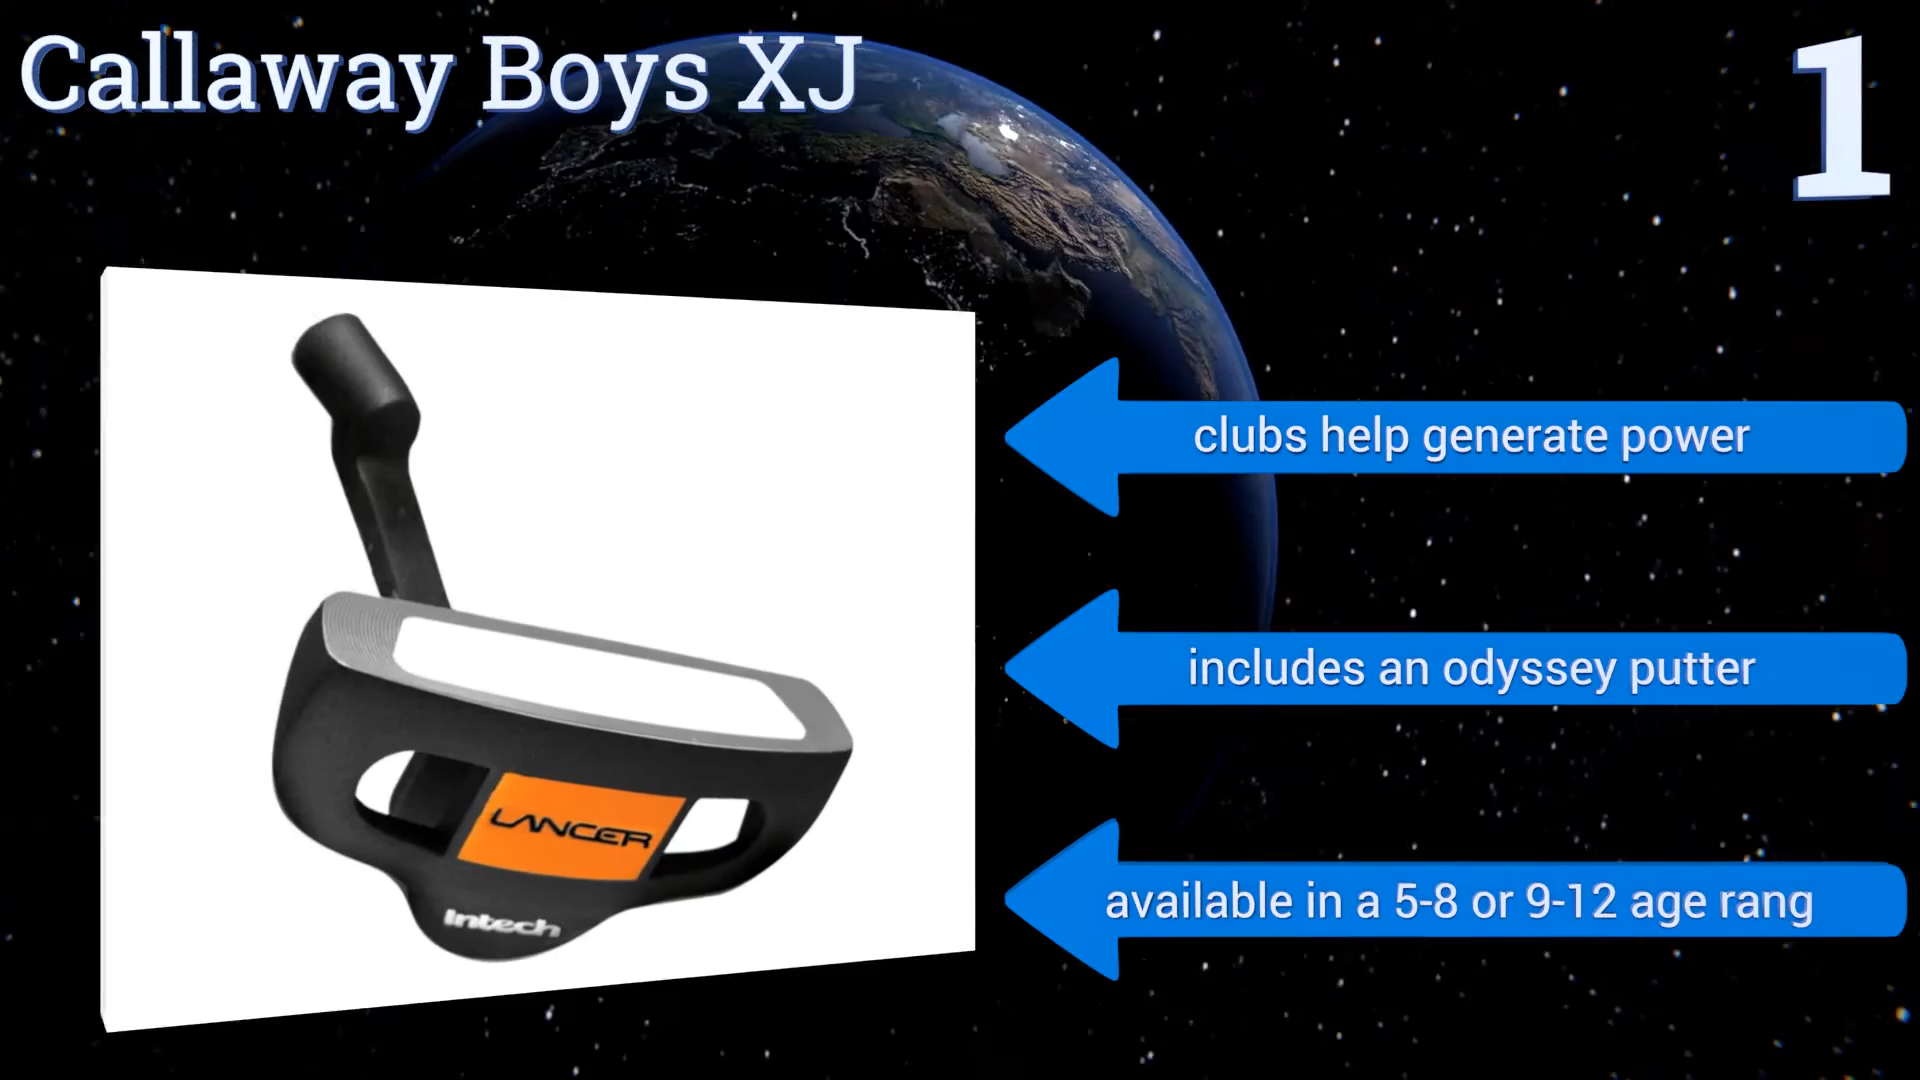 Callaway Boys XJ
1
clubs help generate power
includes an odyssey putter
available in a 5-8 or 9-12 age rang
LANCER
Intech